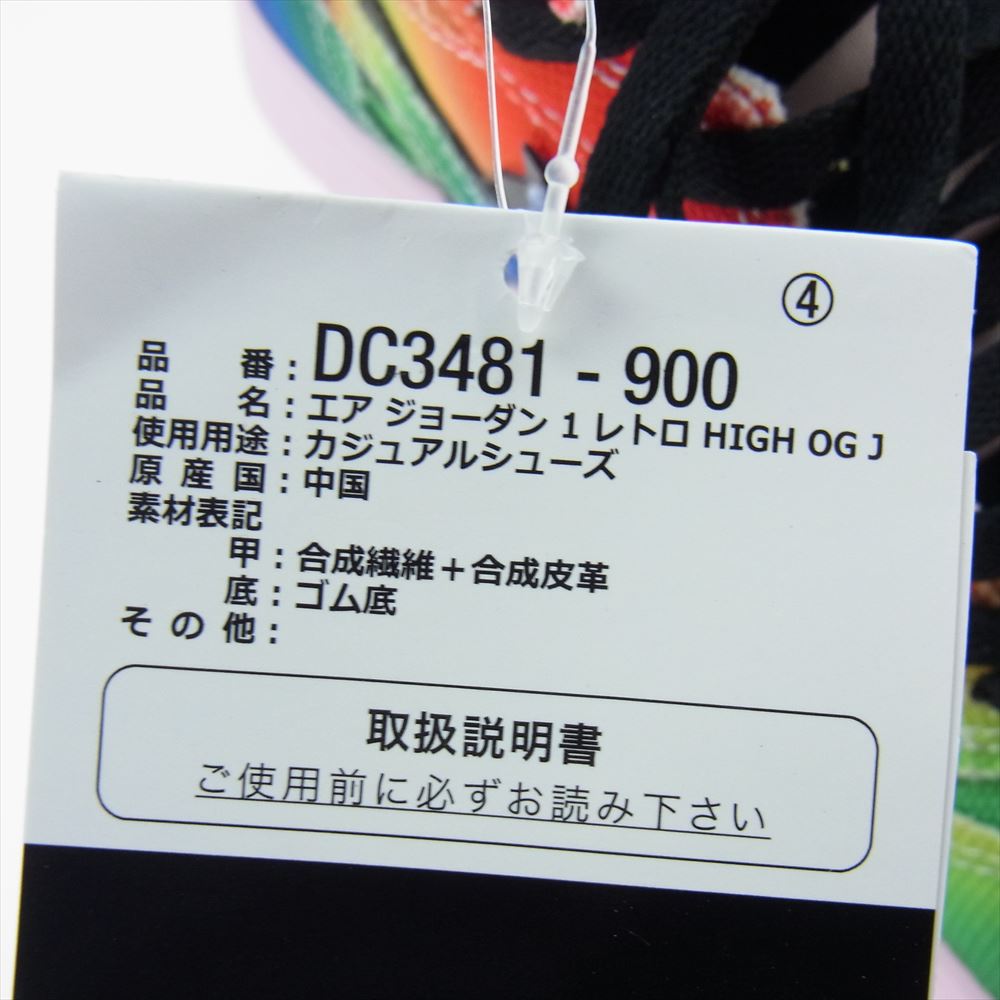 ④
品番：DC3481 - 900
品名：エア ジョーダン 1 レトロ HIGH OG J
使用用途：カジュアルシューズ
原産国：中国
素材表記
甲：合成繊維＋合成皮革
底：ゴム底
その他：
取扱説明書
ご使用前に必ずお読み下さい